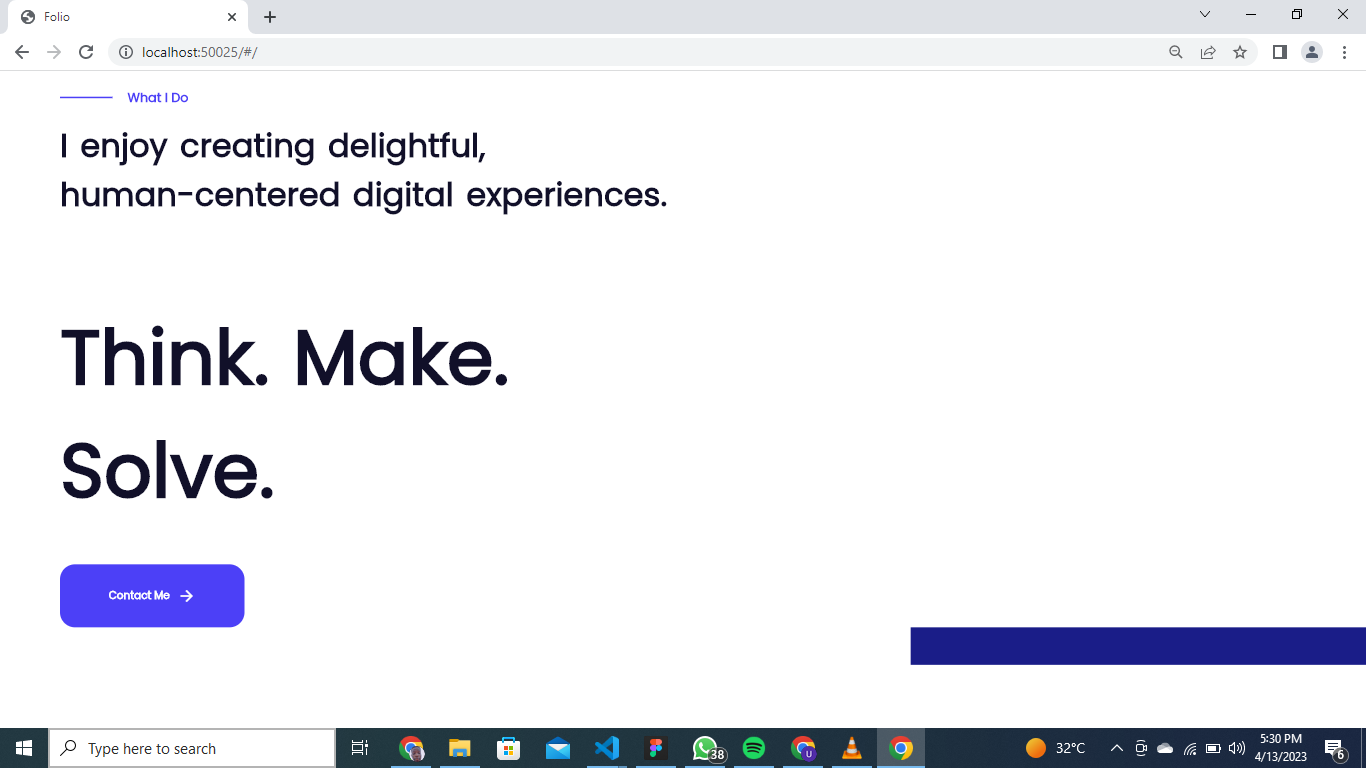 Folio
localhost:50025/#/
What I Do
I enjoy creating delightful,
human-centered digital experiences.
Think. Make.
Solve.
Contact Me
Type here to search
38
U
32°C
5:30 PM
4/13/2023
6